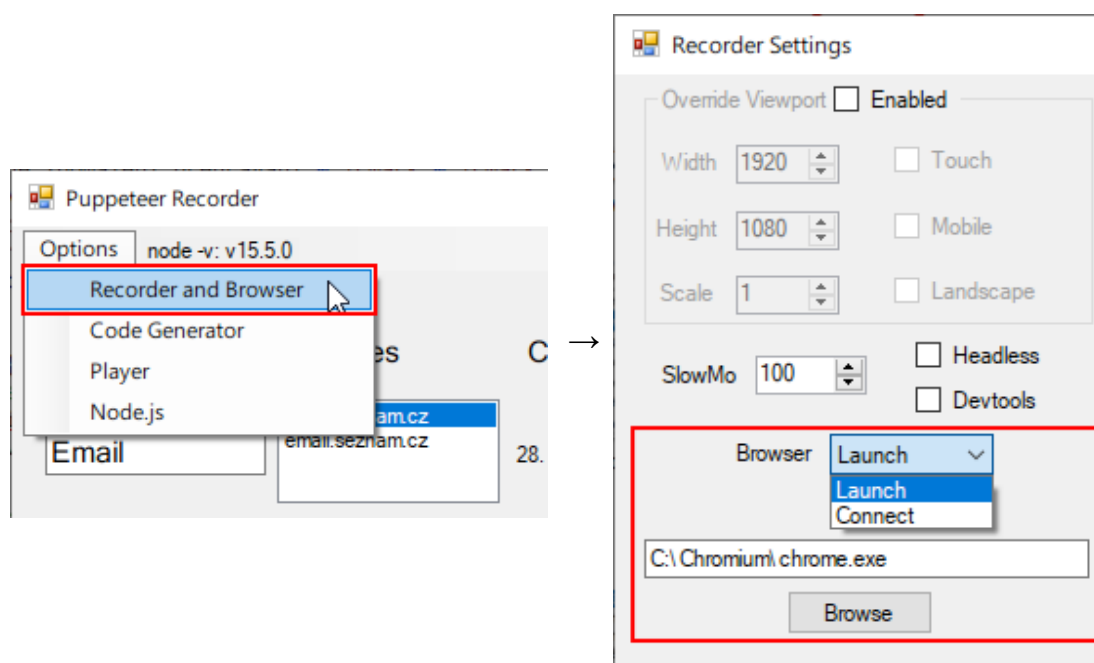 Puppeteer Recorder
Options node -v: v15.5.0
Recorder and Browser
Code Generator
Player
Node.js
es
C
am.cz
email.seznam.cz
Email
28.
→
Recorder Settings
Override Viewport Enabled
Width 1920 Touch
Height 1080 Mobile
Scale 1 Landscape
SlowMo 100 Headless
Devtools
Browser Launch
Launch
Connect
C:\Chromium\chrome.exe
Browse